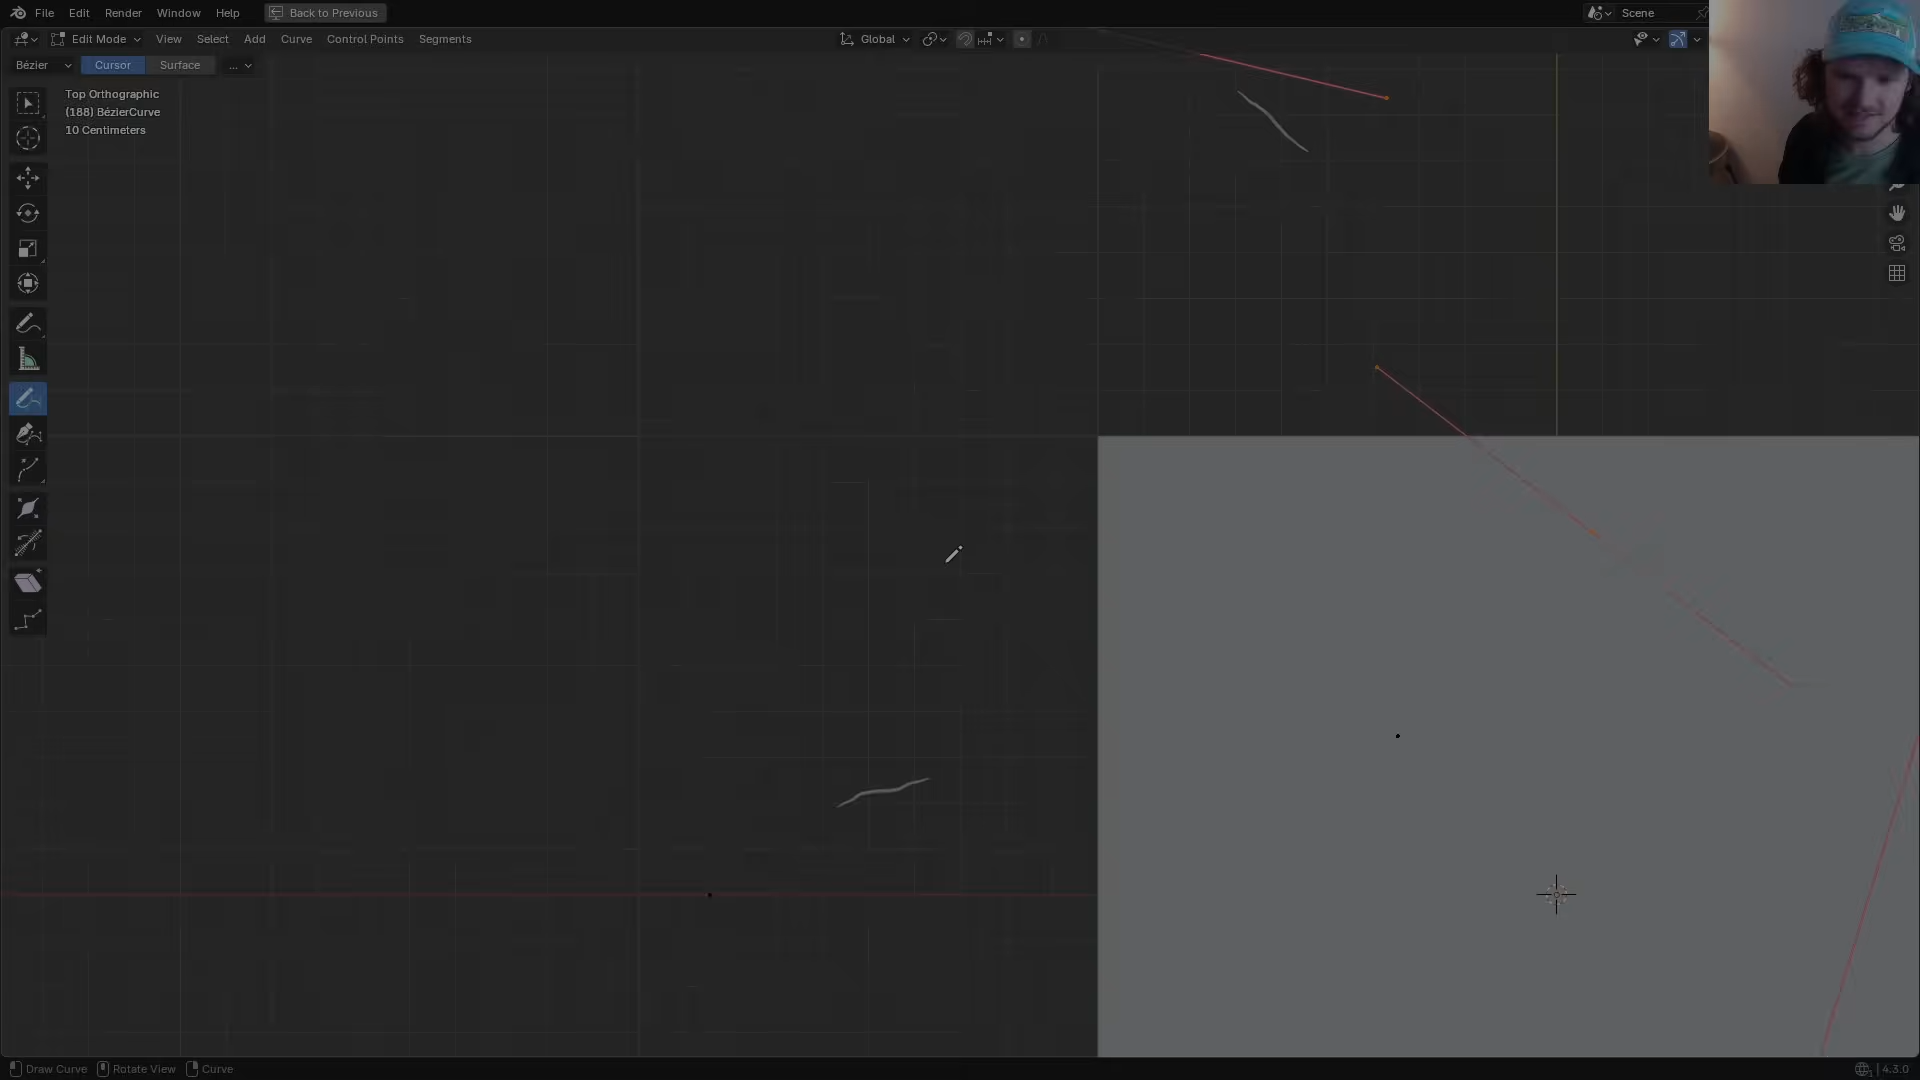 File Edit Render Window Help Back to Previous Scene
Edit Mode View Select Add Curve Control Points Segments Global
Bézier Cursor Surface ...
Top Orthographic
(188) BézierCurve
10 Centimeters
Draw Curve Rotate View Curve 4.3.0